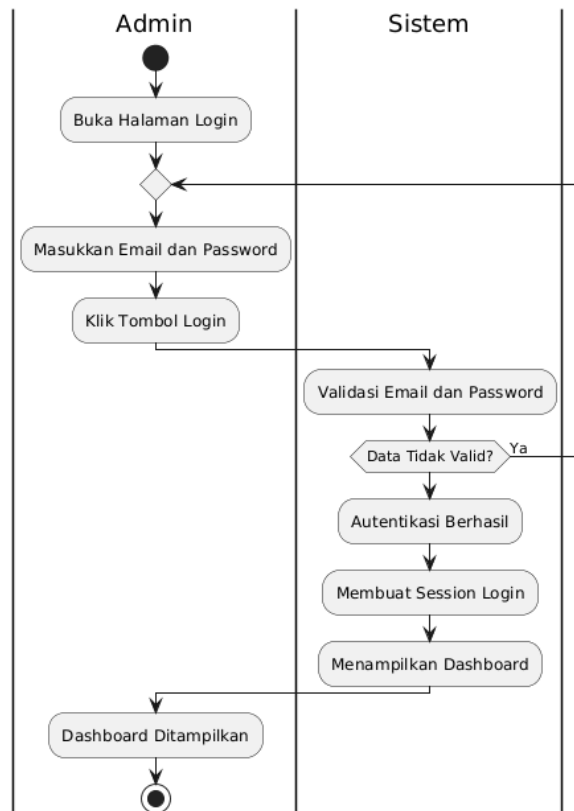 Admin
Sistem
Buka Halaman Login
Masukkan Email dan Password
Klik Tombol Login
Validasi Email dan Password
Data Tidak Valid?
Ya
Autentikasi Berhasil
Membuat Session Login
Menampilkan Dashboard
Dashboard Ditampilkan